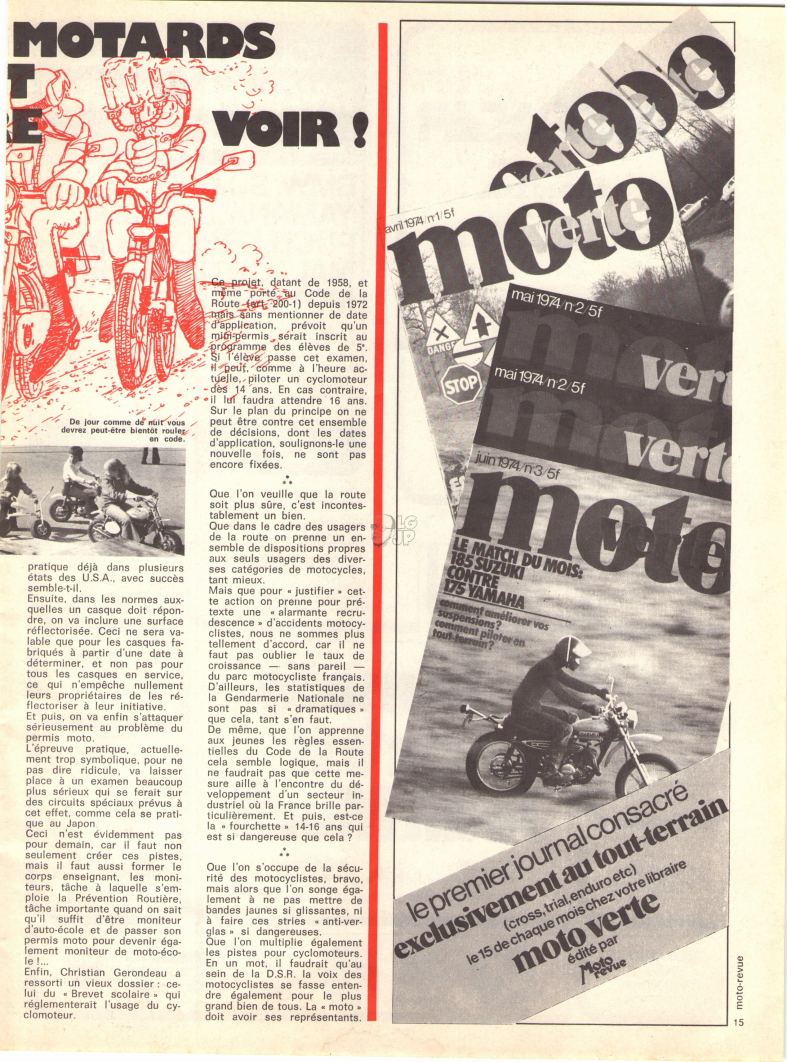 MOTARDS
T
RE VOIR !
De jour comme de nuit vous
devrez peut-être bientôt rouler
en code.
pratique déjà dans plusieurs
états des U.S.A., avec succès
semble-t-il.
Ensuite, dans les normes aux-
quelles un casque doit répon-
dre, on va inclure une surface
réflectorisée. Ceci ne sera va-
lable que pour les casques fa-
briqués à partir d'une date à
déterminer, et non pas pour
tous les casques en service,
ce qui n'empêche nullement
leurs propriétaires de les ré-
flectoriser à leur initiative.
Et puis, on va enfin s'attaquer
sérieusement au problème du
permis moto.
L'épreuve pratique, actuelle-
ment trop symbolique, pour ne
pas dire ridicule, va laisser
place à un examen beaucoup
plus sérieux qui se ferait sur
des circuits spéciaux prévus à
cet effet, comme cela se prati-
que au Japon
Ceci n'est évidemment pas
pour demain, car il faut non
seulement créer ces pistes,
mais il faut aussi former le
corps enseignant, les moni-
teurs, tâche à laquelle s'em-
ploie la Prévention Routière,
tâche importante quand on sait
qu'il suffit d'être moniteur
d'auto-école et de passer son
permis moto pour devenir éga-
lement moniteur de moto-éco-
le !...
Enfin, Christian Gerondeau a
ressorti un vieux dossier : ce-
lui du « Brevet scolaire » qui
réglementerait l'usage du cy-
clomoteur.
Ce projet, datant de 1958, et
même porté au Code de la
Route (art. 200-1) depuis 1972
mais sans mentionner de date
d'application, prévoit qu'un
mini-permis serait inscrit au
programme des élèves de 5e.
Si l'élève passe cet examen,
il peut, comme à l'heure ac-
tuelle, piloter un cyclomoteur
dès 14 ans. En cas contraire,
il lui faudra attendre 16 ans.
Sur le plan du principe on ne
peut être contre cet ensemble
de décisions, dont les dates
d'application, soulignons-le une
nouvelle fois, ne sont pas
encore fixées.
Que l'on veuille que la route
soit plus sûre, c'est incontes-
tablement un bien.
Que dans le cadre des usagers
de la route on prenne un en-
semble de dispositions propres
aux seuls usagers des diver-
ses catégories de motocycles,
tant mieux.
Mais que pour « justifier » cet-
te action on prenne pour pré-
texte une « alarmante recru-
descence » d'accidents motocy-
clistes, nous ne sommes plus
tellement d'accord, car il ne
faut pas oublier le taux de
croissance — sans pareil —
du parc motocycliste français.
D'ailleurs, les statistiques de
la Gendarmerie Nationale ne
sont pas si « dramatiques »
que cela, tant s'en faut.
De même, que l'on apprenne
aux jeunes les règles essen-
tielles du Code de la Route
cela semble logique, mais il
ne faudrait pas que cette me-
sure aille à l'encontre du dé-
veloppement d'un secteur in-
dustriel où la France brille par-
ticulièrement. Et puis, est-ce
la « fourchette » 14-16 ans qui
est si dangereuse que cela ?
Que l'on s'occupe de la sécu-
rité des motocyclistes, bravo,
mais alors que l'on songe éga-
lement à ne pas mettre de
bandes jaunes si glissantes, ni
à faire ces stries « anti-ver-
glas » si dangereuses.
Que l'on multiplie également
les pistes pour cyclomoteurs.
En un mot, il faudrait qu'au
sein de la D.S.R. la voix des
motocyclistes se fasse enten-
dre également pour le plus
grand bien de tous. La « moto »
doit avoir ses représentants.
LG
JP
avril 1974/n°1/5f
moto
verte
DANGER
STOP
mai 1974/n°2/5f
moto
verte
mai 1974/n°2/5f
moto
verte
juin 1974/n°3/5f
moto
verte
LE MATCH DU MOIS:
185 SUZUKI
CONTRE
175 YAMAHA
comment améliorer vos
suspensions?
comment piloter en
tout-terrain?
le premier journal consacré
exclusivement au tout-terrain
(cross, trial, enduro etc)
le 15 de chaque mois chez votre libraire
moto verte
édité par
Moto
revue
moto-revue
15